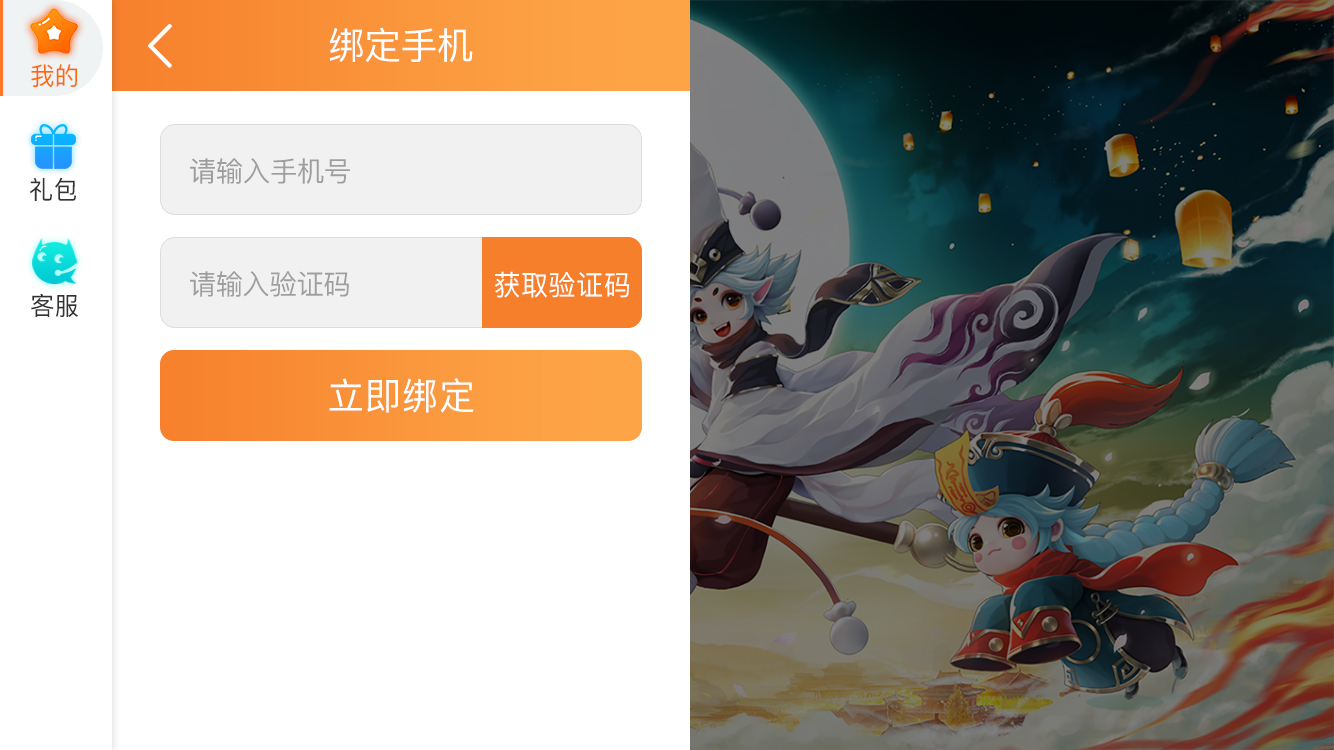 我的
礼包
客服
绑定手机
请输入手机号
请输入验证码
获取验证码
立即绑定